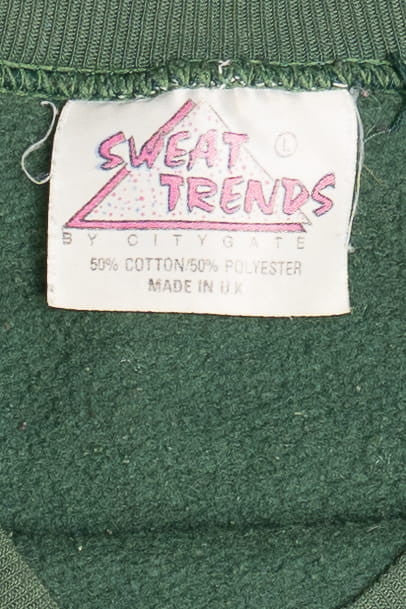 SWEAT
L
TRENDS
BY CITYGATE
50% COTTON/50% POLYESTER
MADE IN U.K